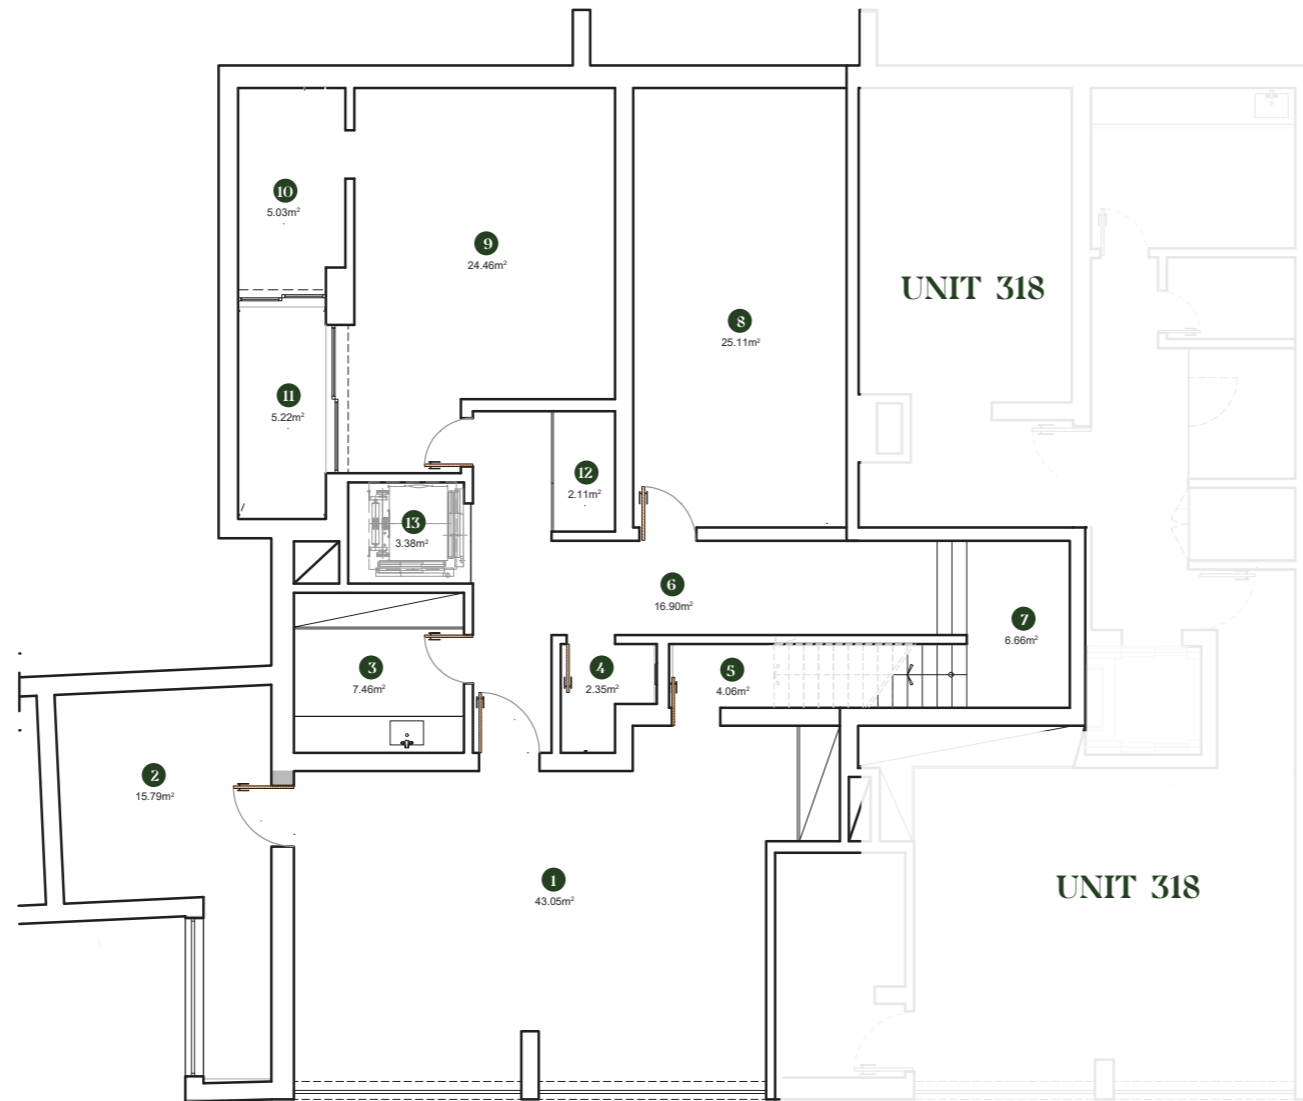 10
5.03m²
9
24.46m²
UNIT 318
8
25.11m²
11
5.22m²
12
2.11m²
13
3.38m²
6
16.90m²
7
6.66m²
3
7.46m²
4
2.35m²
5
4.06m²
2
15.79m²
1
43.05m²
UNIT 318